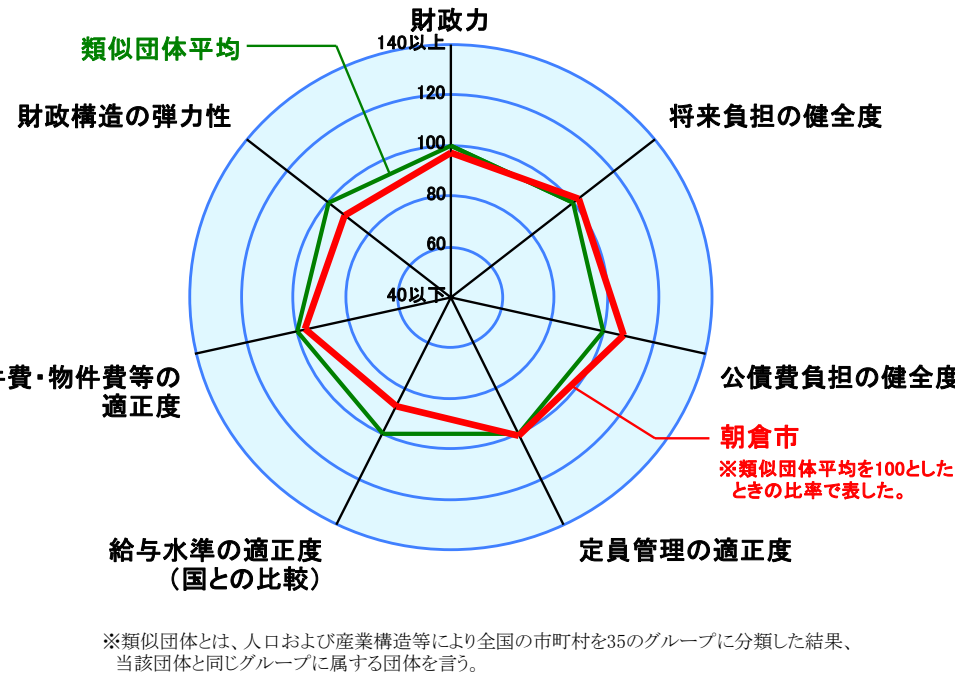 財政力
140以上
類似団体平均
財政構造の弾力性
将来負担の健全度
120
100
80
60
40以下
費・物件費等の
適正度
公債費負担の健全度
朝倉市
※類似団体平均を100とした
ときの比率で表した。
給与水準の適正度
（国との比較）
定員管理の適正度
※類似団体とは、人口および産業構造等により全国の市町村を35のグループに分類した結果、
当該団体と同じグループに属する団体を言う。